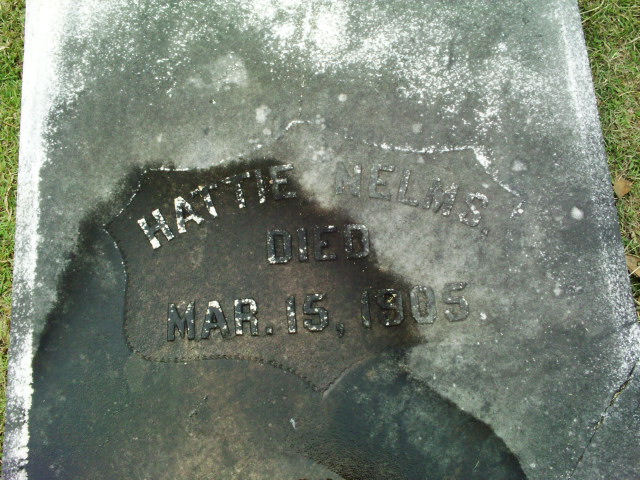 HATTIE HELMS.
DIED
MAR. 15, 1905